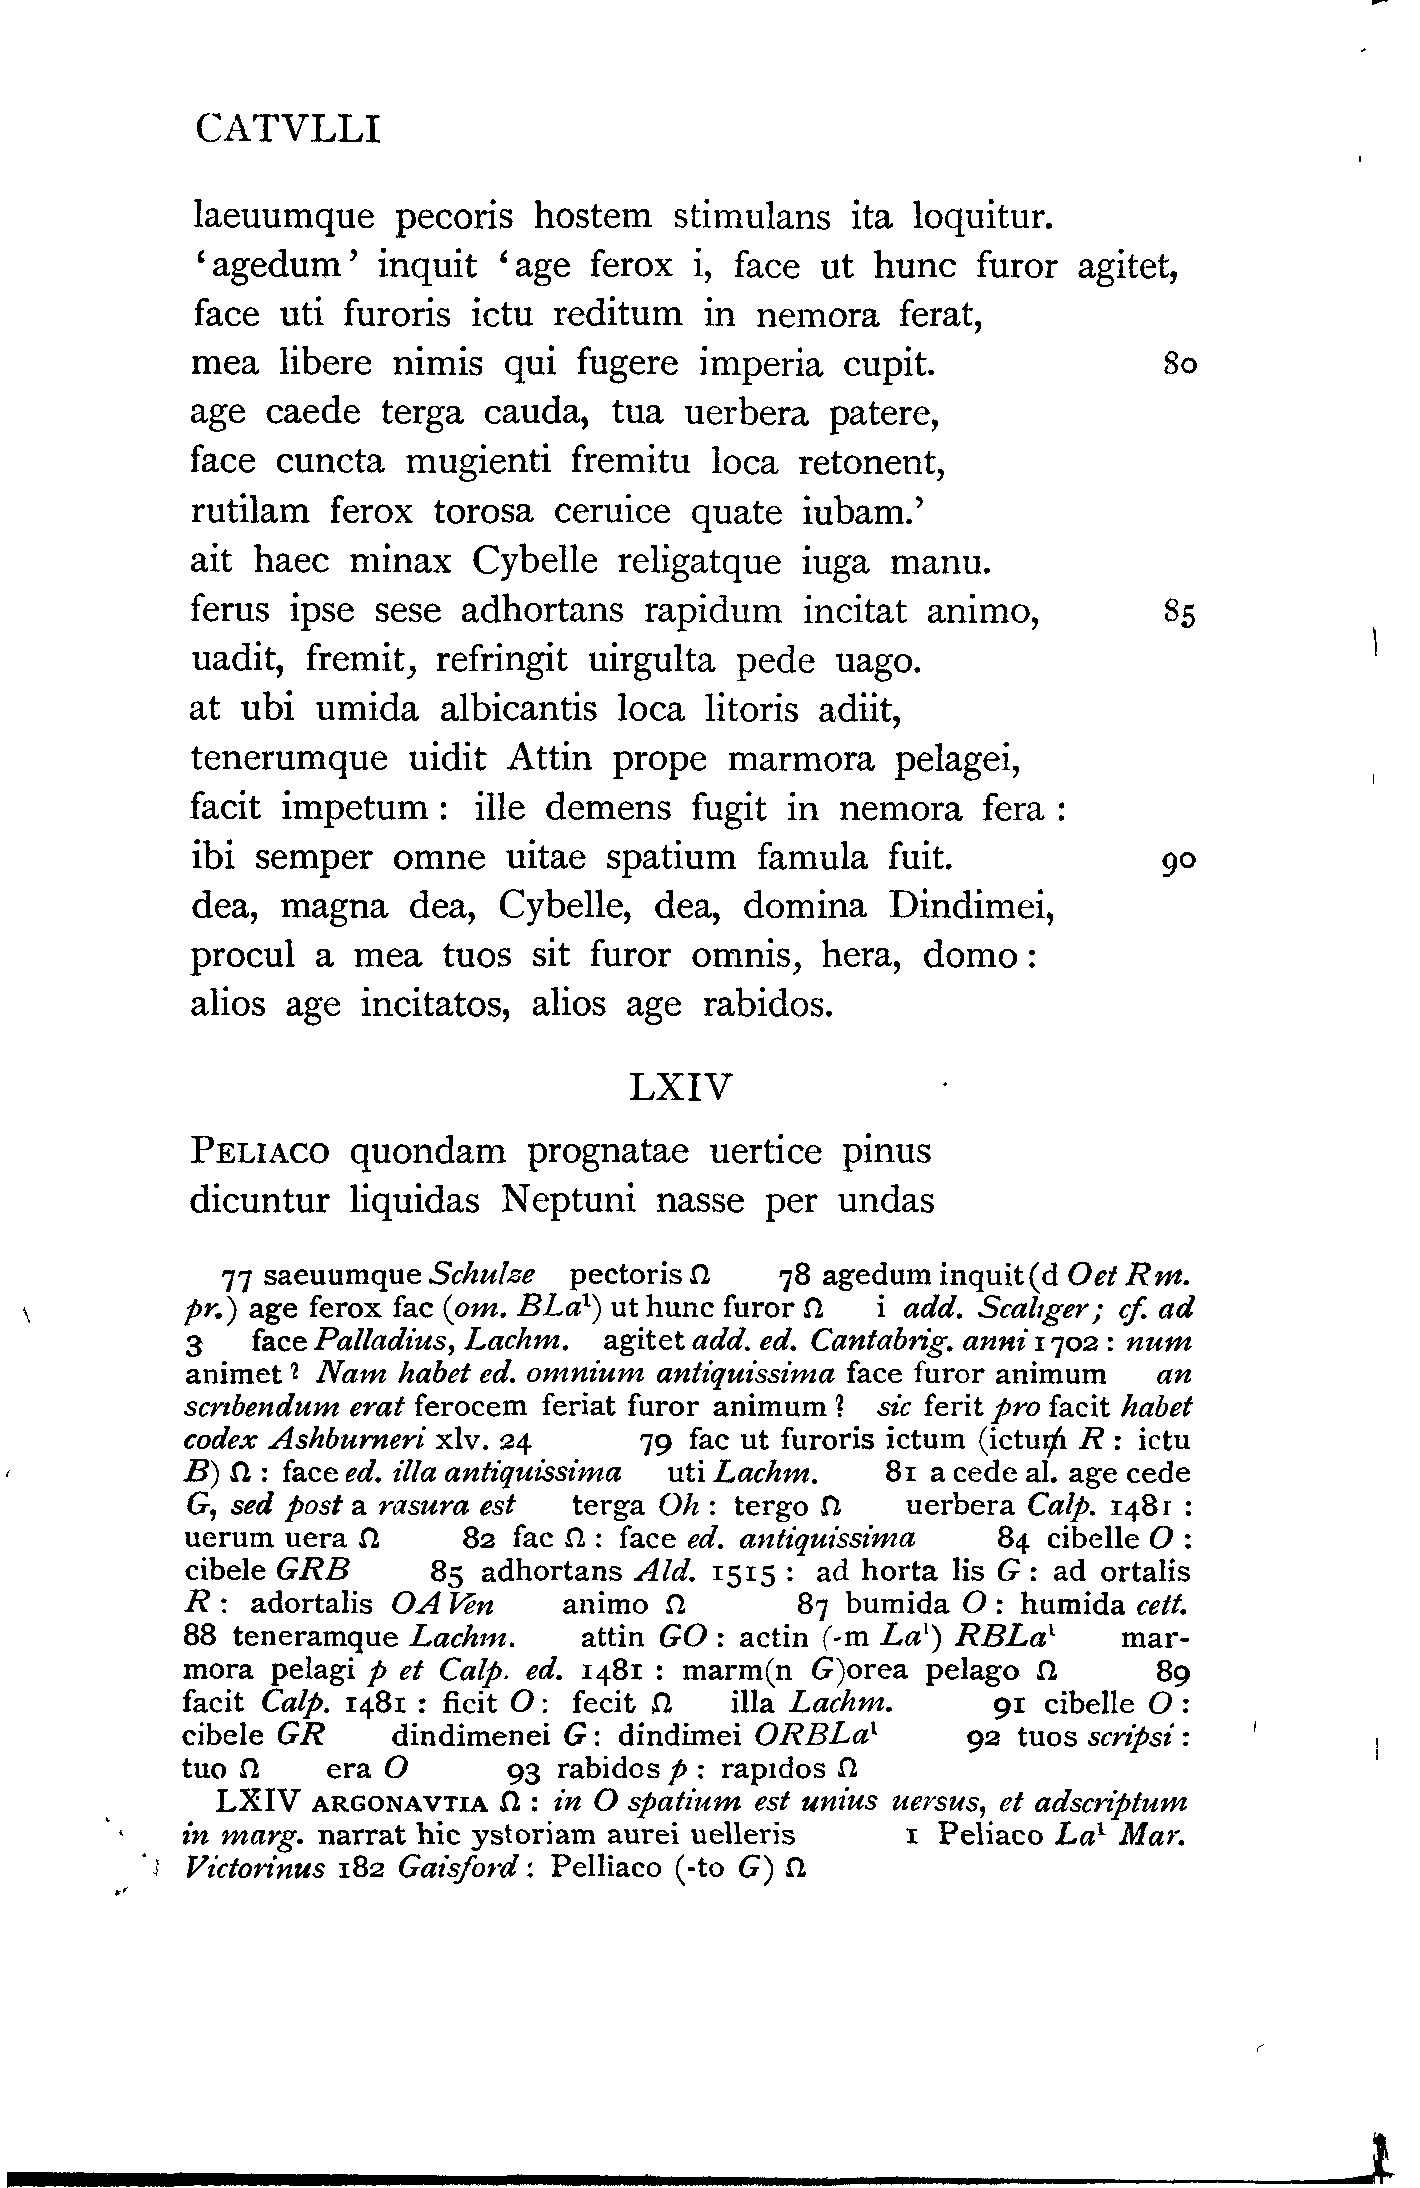 CATVLLI
laeuumque pecoris hostem stimulans ita loquitur.
‘agedum’ inquit ‘age ferox i, face ut hunc furor agitet,
face uti furoris ictu reditum in nemora ferat,
mea libere nimis qui fugere imperia cupit. 80
age caede terga cauda, tua uerbera patere,
face cuncta mugienti fremitu loca retonent,
rutilam ferox torosa ceruice quate iubam.’
ait haec minax Cybelle religatque iuga manu.
ferus ipse sese adhortans rapidum incitat animo, 85
uadit, fremit, refringit uirgulta pede uago.
at ubi umida albicantis loca litoris adiit,
tenerumque uidit Attin prope marmora pelagei,
facit impetum : ille demens fugit in nemora fera :
ibi semper omne uitae spatium famula fuit. 90
dea, magna dea, Cybelle, dea, domina Dindimei,
procul a mea tuos sit furor omnis, hera, domo :
alios age incitatos, alios age rabidos.
LXIV
PELIACO quondam prognatae uertice pinus
dicuntur liquidas Neptuni nasse per undas
77 saeuumque Schulze pectoris Ω 78 agedum inquit (d O et R m.
pr.) age ferox fac (om. BLa¹) ut hunc furor Ω i add. Scaliger; cf. ad
3 face Palladius, Lachm. agitet add. ed. Cantabrig. anni 1702 : num
animet ? Nam habet ed. omnium antiquissima face furor animum an
scribendum erat ferocem feriat furor animum ? sic ferit pro facit habet
codex Ashburneri xlv. 24 79 fac ut furoris ictum (ictum R : ictu
B) Ω : face ed. illa antiquissima uti Lachm. 81 a cede al. age cede
G, sed post a rasura est terga Oh : tergo Ω uerbera Calp. 1481 :
uerum uera Ω 82 fac Ω : face ed. antiquissima 84 cibelle O :
cibele GRB 85 adhortans Ald. 1515 : ad horta lis G : ad ortalis
R : adortalis OA Ven animo Ω 87 bumida O : humida cett.
88 teneramque Lachm. attin GO : actin (-m La¹) RBLa¹ mar-
mora pelagi p et Calp. ed. 1481 : marm(n G)orea pelago Ω 89
facit Calp. 1481 : ficit O : fecit Ω illa Lachm. 91 cibelle O :
cibele GR dindimenei G : dindimei ORBLa¹ 92 tuos scripsi :
tuo Ω era O 93 rabidos p : rapidos Ω
LXIV ARGONAVTIA Ω : in O spatium est unius uersus, et adscriptum
in marg. narrat hic ystoriam aurei uelleris 1 Peliaco La¹ Mar.
Victorinus 182 Gaisford : Pelliaco (-to G) Ω